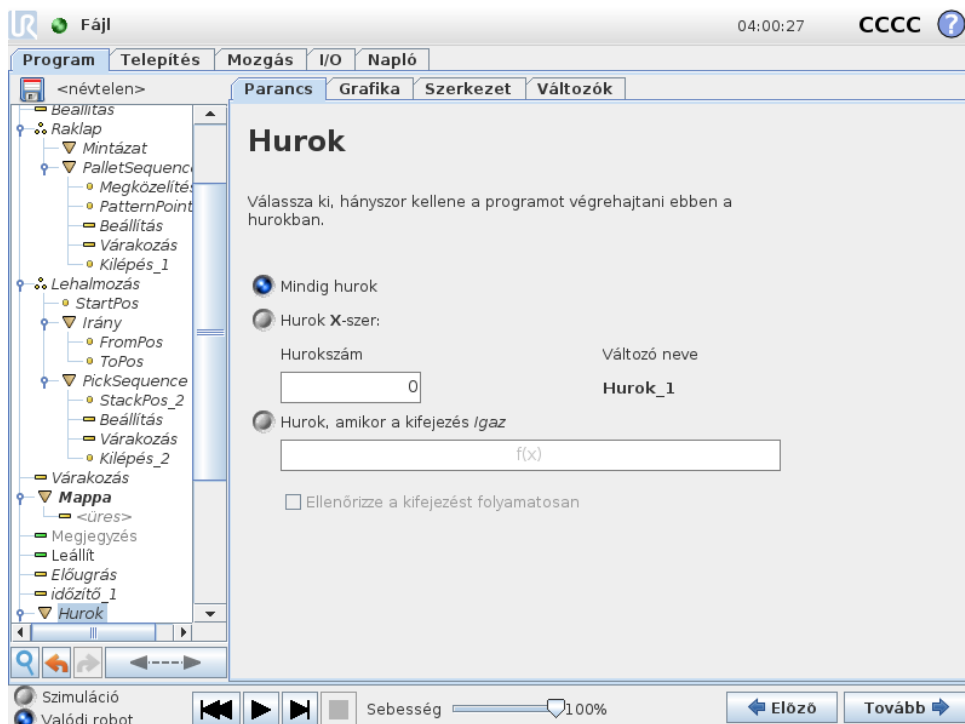 UR Fájl 04:00:27 CCCC ?
Program Telepítés Mozgás I/O Napló
<névtelen>
Parancs Grafika Szerkezet Változók
Beállítás
Raklap
Mintázat
PalletSequenc
Megközelítés
PatternPoint
Beállítás
Várakozás
Kilépés_1
Lehalmozás
StartPos
Irány
FromPos
ToPos
PickSequence
StackPos_2
Beállítás
Várakozás
Kilépés_2
Várakozás
Mappa
<üres>
Megjegyzés
Leállít
Előugrás
időzítő_1
Hurok
Hurok
Válassza ki, hányszor kellene a programot végrehajtani ebben a
hurokban.
Mindig hurok
Hurok X-szer:
Hurokszám Változó neve
0 Hurok_1
Hurok, amikor a kifejezés Igaz
f(x)
Ellenőrizze a kifejezést folyamatosan
Szimuláció
Valódi robot
Sebesség 100%
Előző Tovább